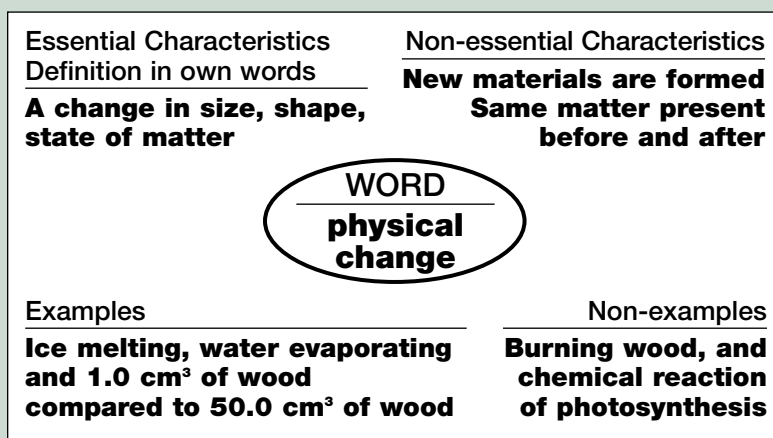 Essential Characteristics
Definition in own words
A change in size, shape,
state of matter
Non-essential Characteristics
New materials are formed
Same matter present
before and after
WORD
physical
change
Examples
Ice melting, water evaporating
and 1.0 cm³ of wood
compared to 50.0 cm³ of wood
Non-examples
Burning wood, and
chemical reaction
of photosynthesis